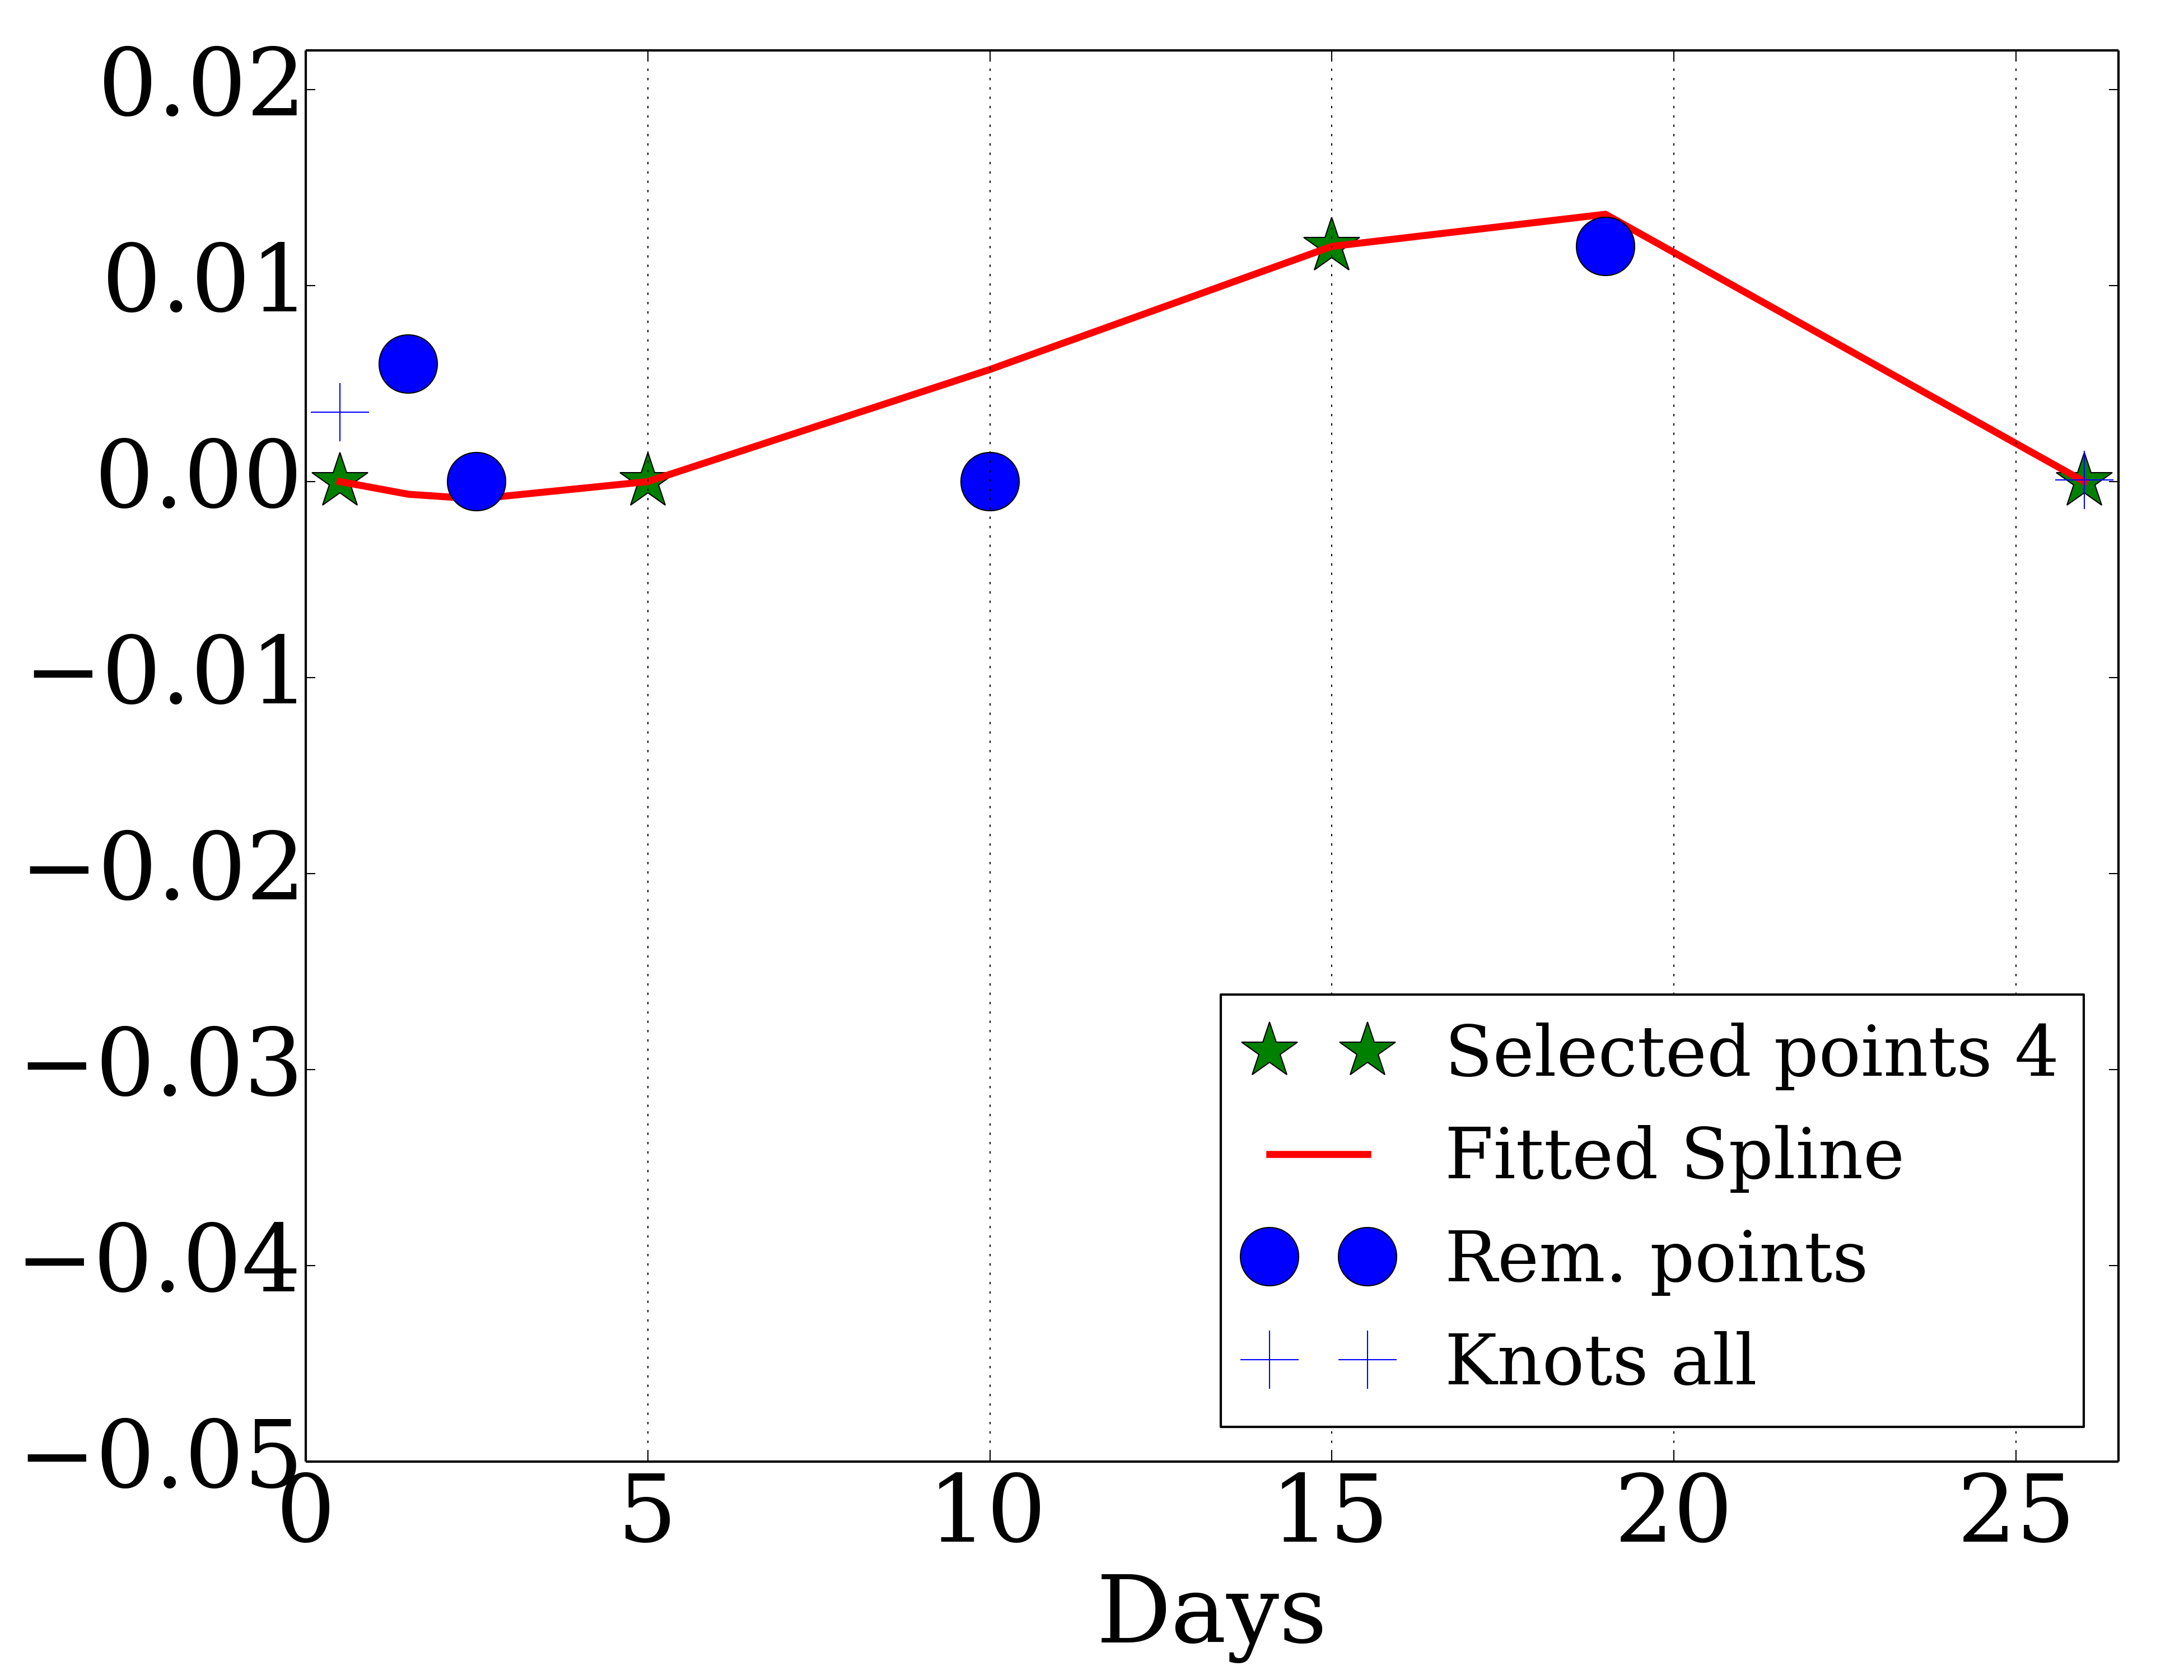 0.02
0.01
0.00
−0.01
−0.02
−0.03
−0.04
−0.05
Selected points 4
Fitted Spline
Rem. points
Knots all
0 5 10 15 20 25
Days